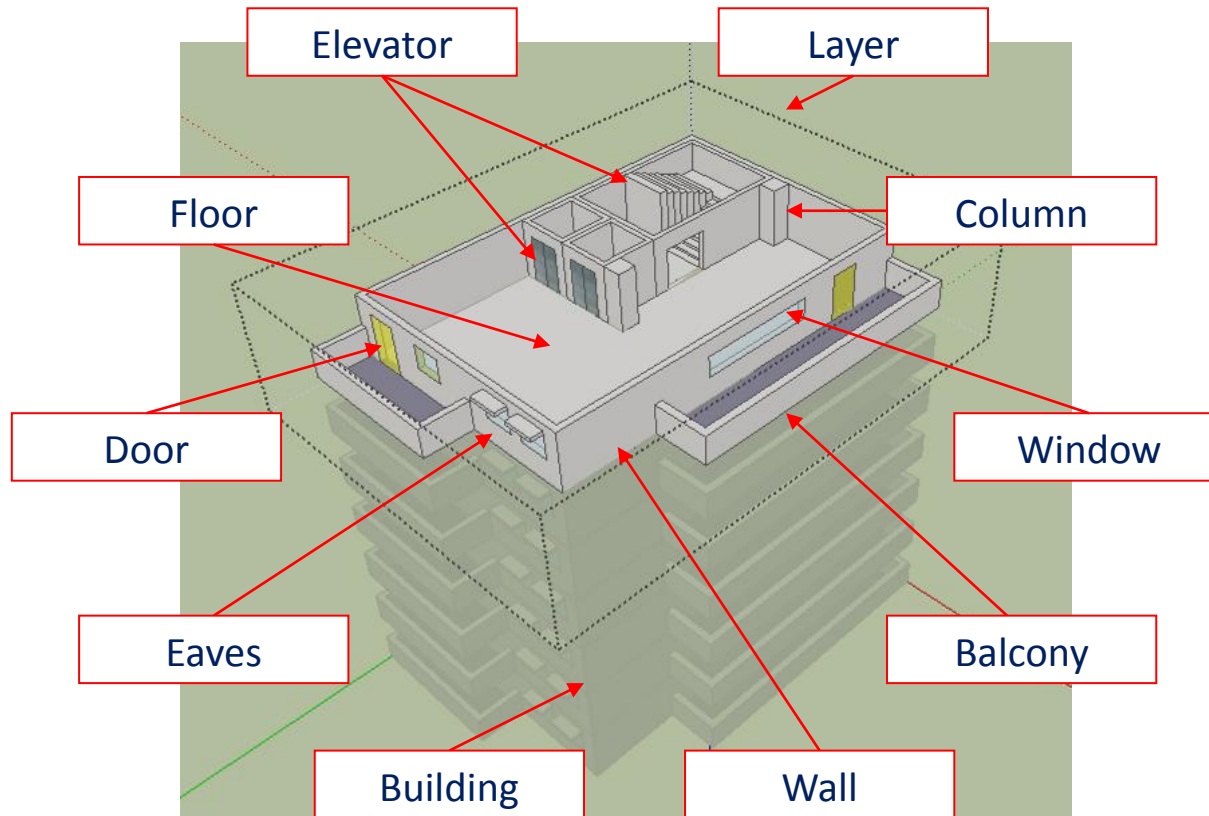 Elevator
Layer
Floor
Column
Door
Window
Eaves
Balcony
Building
Wall